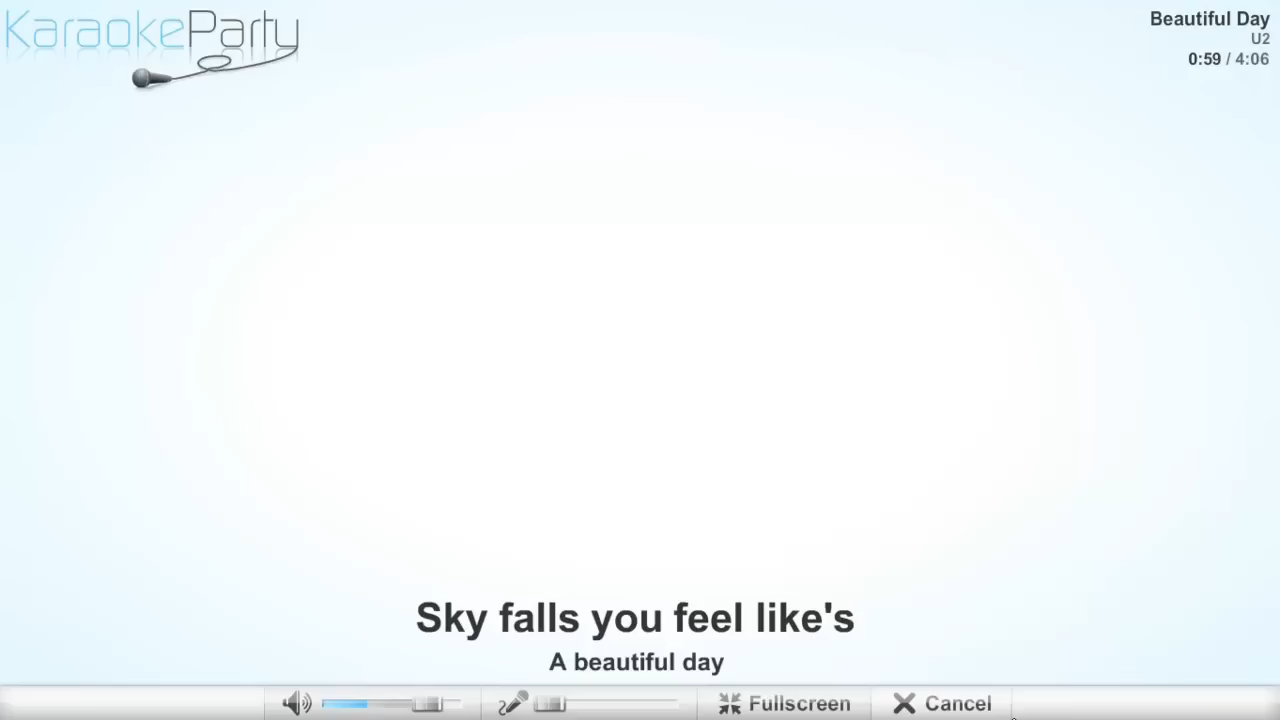 KaraokeParty
Beautiful Day
U2
0:59 / 4:06
Sky falls you feel like's
A beautiful day
Fullscreen
Cancel